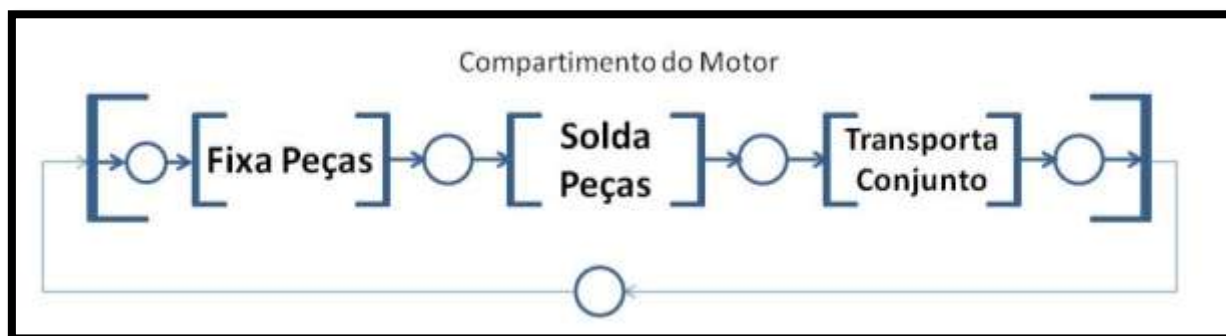 Compartimento do Motor
Fixa Peças
Solda
Peças
Transporta
Conjunto